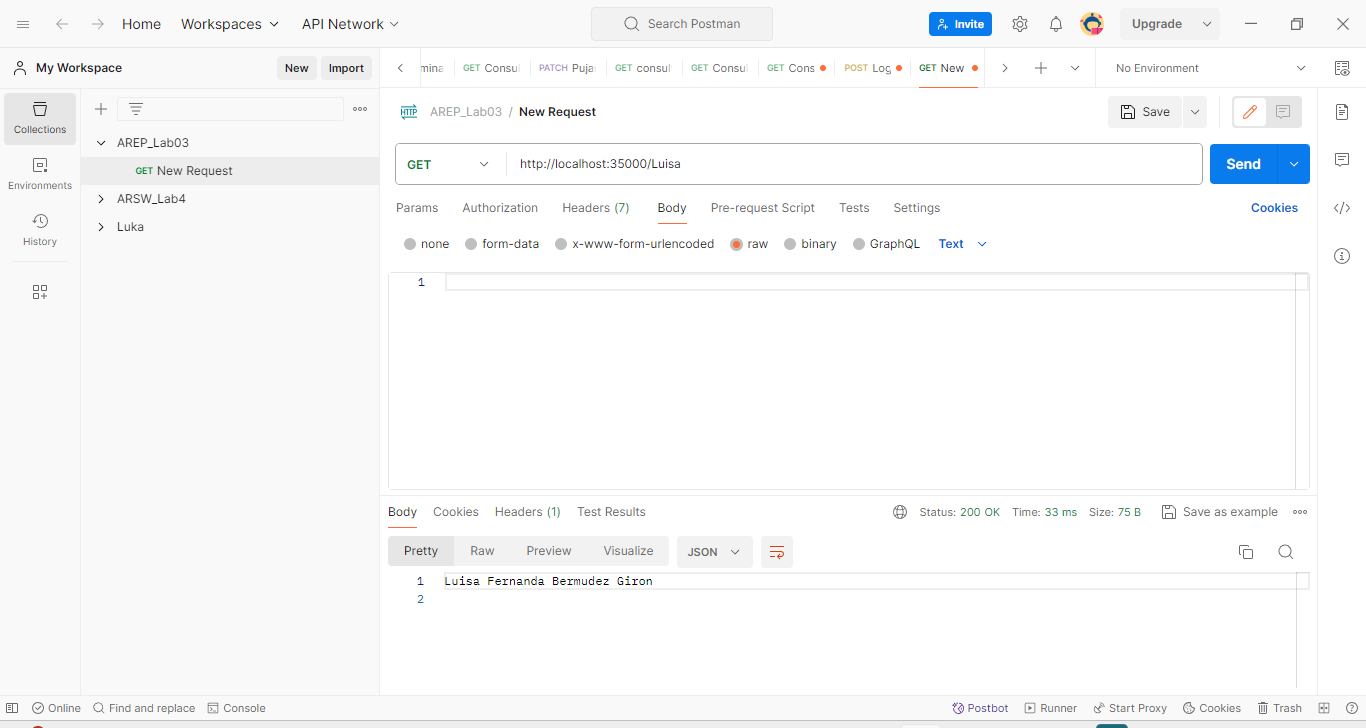 Home Workspaces API Network Search Postman Invite Upgrade
My Workspace New Import GET Consul PATCH Puja GET consul GET Consul GET Cons POST Log GET New No Environment
Collections
Environments
History
AREP_Lab03
GET New Request
ARSW_Lab4
Luka
HTTP AREP_Lab03 / New Request Save
GET http://localhost:35000/Luisa Send
Params Authorization Headers (7) Body Pre-request Script Tests Settings Cookies
none form-data x-www-form-urlencoded raw binary GraphQL Text
1
Body Cookies Headers (1) Test Results Status: 200 OK Time: 33 ms Size: 75 B Save as example
Pretty Raw Preview Visualize JSON
1 Luisa Fernanda Bermudez Giron
2
Online Find and replace Console Postbot Runner Start Proxy Cookies Trash